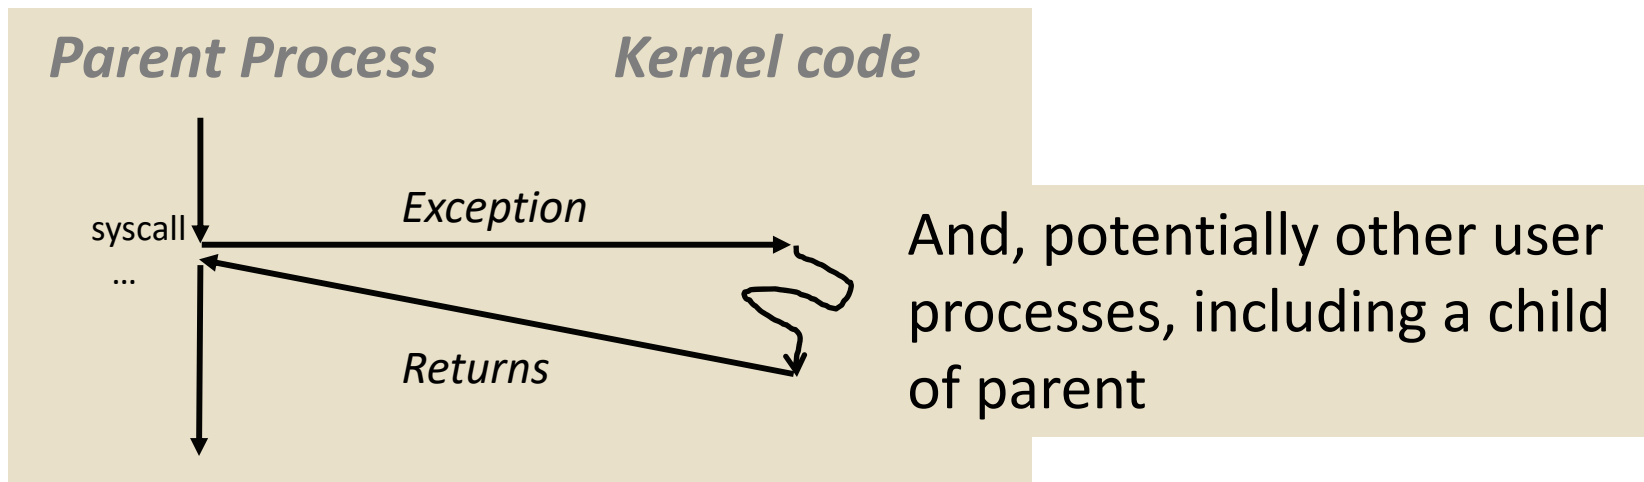 Parent Process
Kernel code
Exception
syscall
...
Returns
And, potentially other user
processes, including a child
of parent